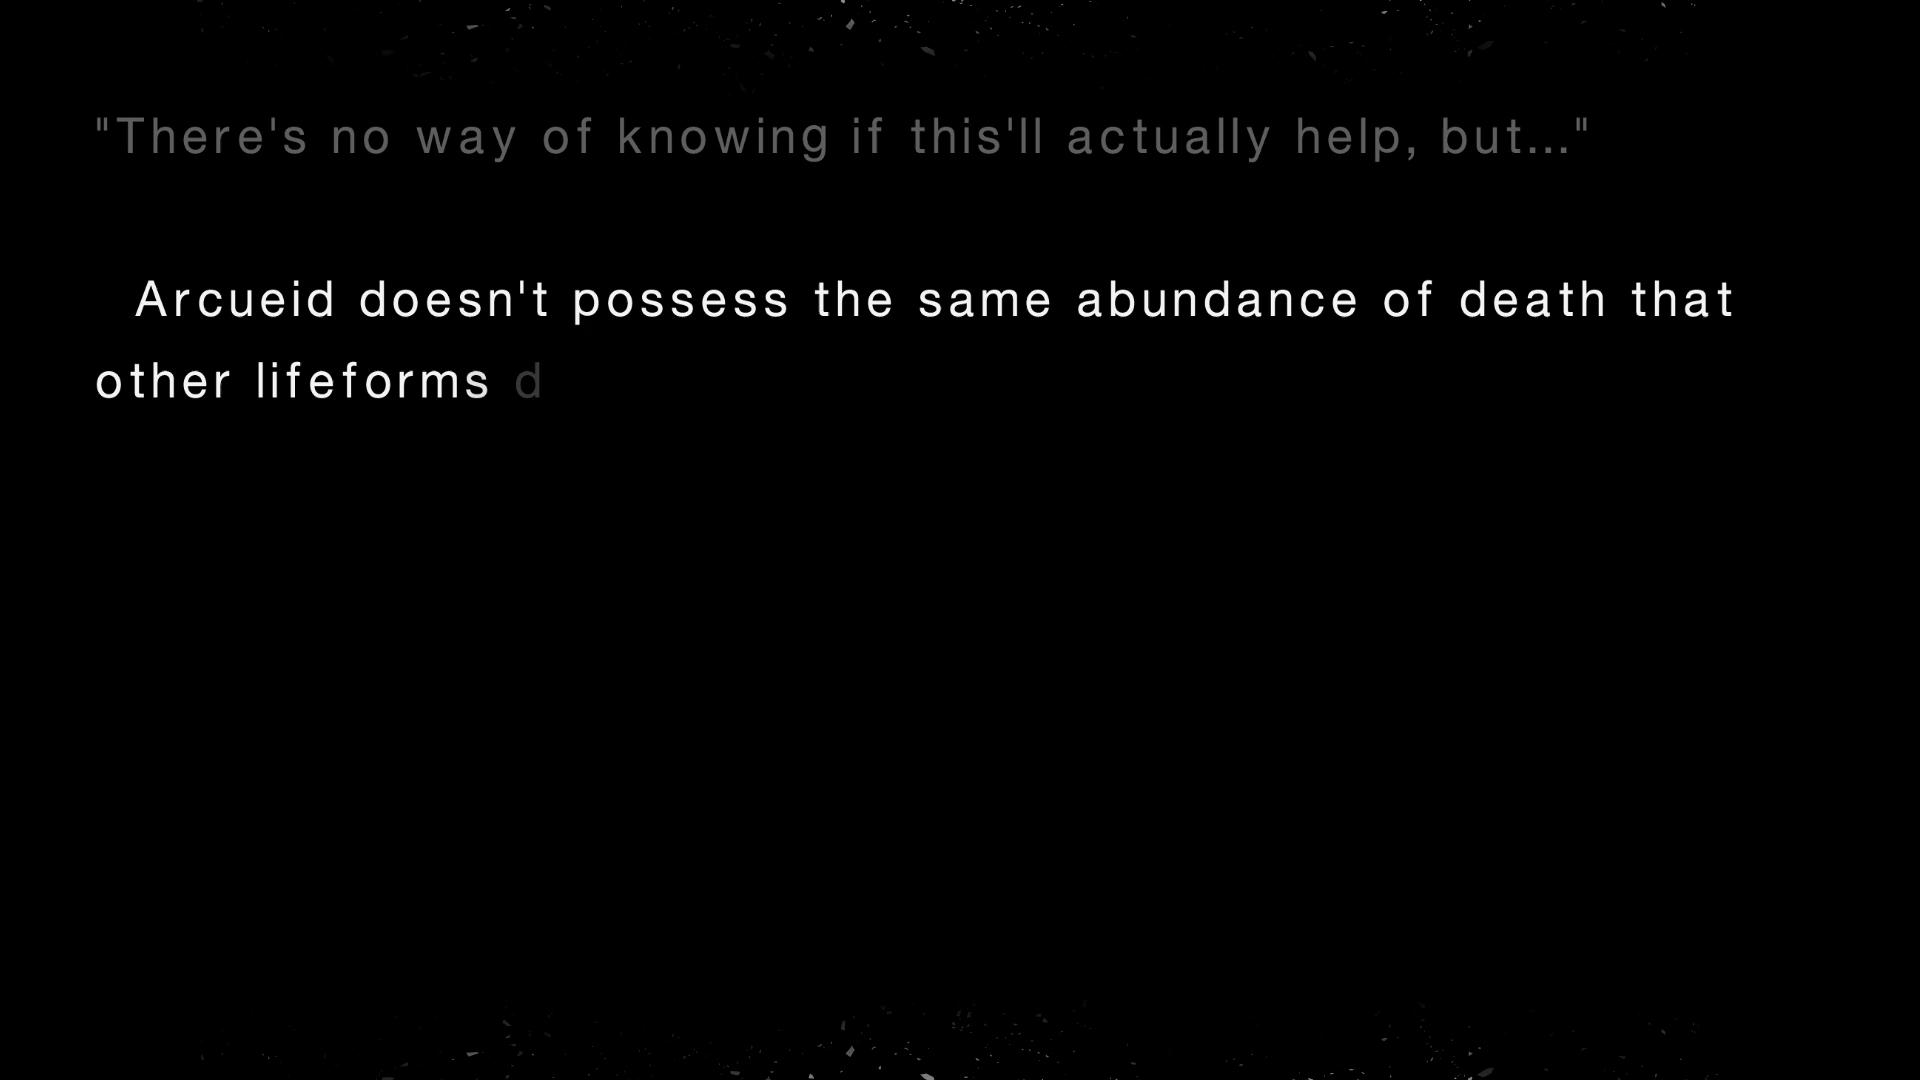 "There's no way of knowing if this'll actually help, but..."
Arcueid doesn't possess the same abundance of death that
other lifeforms d